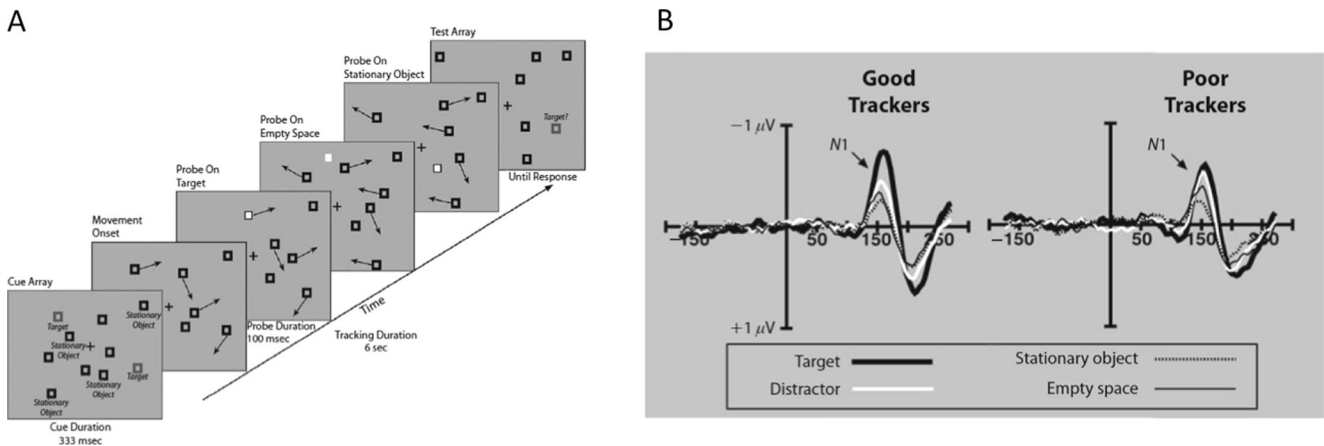 A
Cue Array
Target
Stationary
Object
Stationary
Object
Target
Stationary
Object
Stationary
Object
Cue Duration
333 msec
Movement
Onset
Probe On
Target
Probe Duration
100 msec
Probe On
Empty Space
Probe On
Stationary Object
Test Array
Target?
Until Response
Time
Tracking Duration
6 sec
B
Good
Trackers
Poor
Trackers
−1 μV
N1
N1
−150
50
150
50
−150
50
150
50
+1 μV
Target
Stationary object
Distractor
Empty space